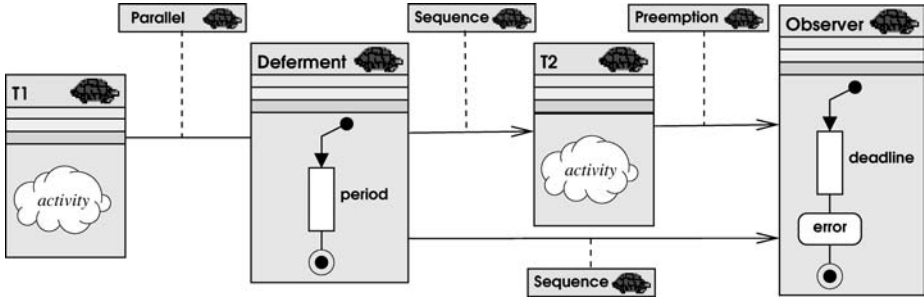 Parallel
Sequence
Preemption
Observer
Deferment
T2
T1
deadline
activity
activity
period
error
Sequence